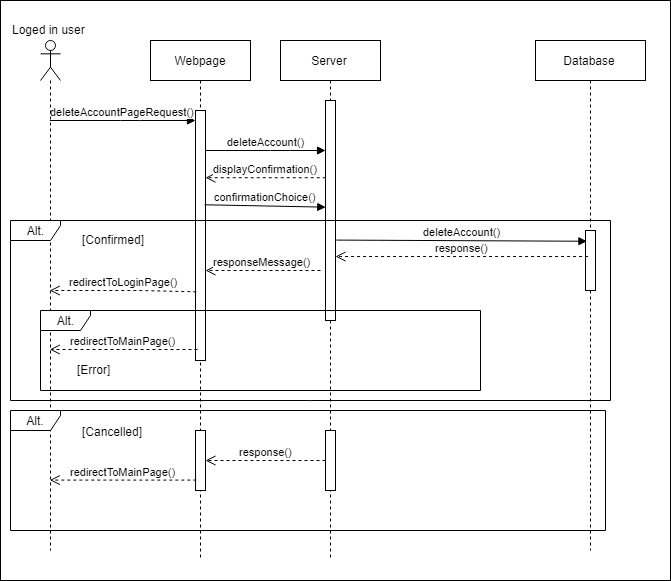 Loged in user
Webpage
Server
Database
deleteAccountPageRequest()
deleteAccount()
displayConfirmation()
confirmationChoice()
Alt.
[Confirmed]
deleteAccount()
response()
responseMessage()
redirectToLoginPage()
Alt.
redirectToMainPage()
[Error]
Alt.
[Cancelled]
response()
redirectToMainPage()